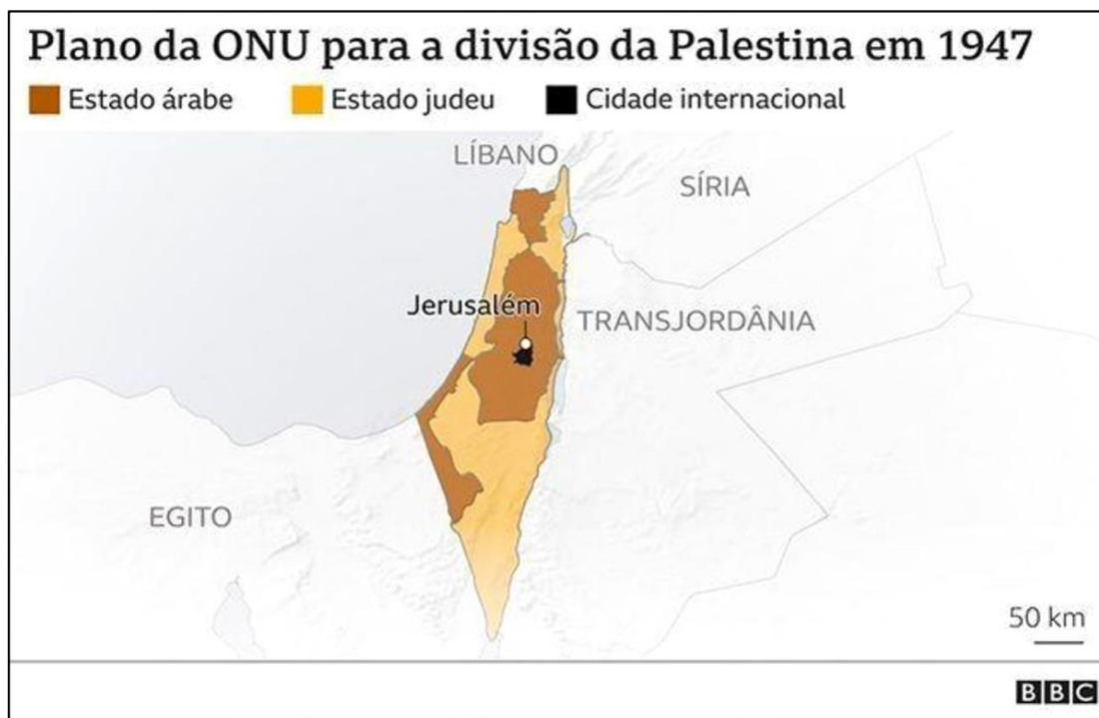 Plano da ONU para a divisão da Palestina em 1947
Estado árabe Estado judeu Cidade internacional
LÍBANO
SÍRIA
Jerusalém
TRANSJORDÂNIA
EGITO
50 km
BBC